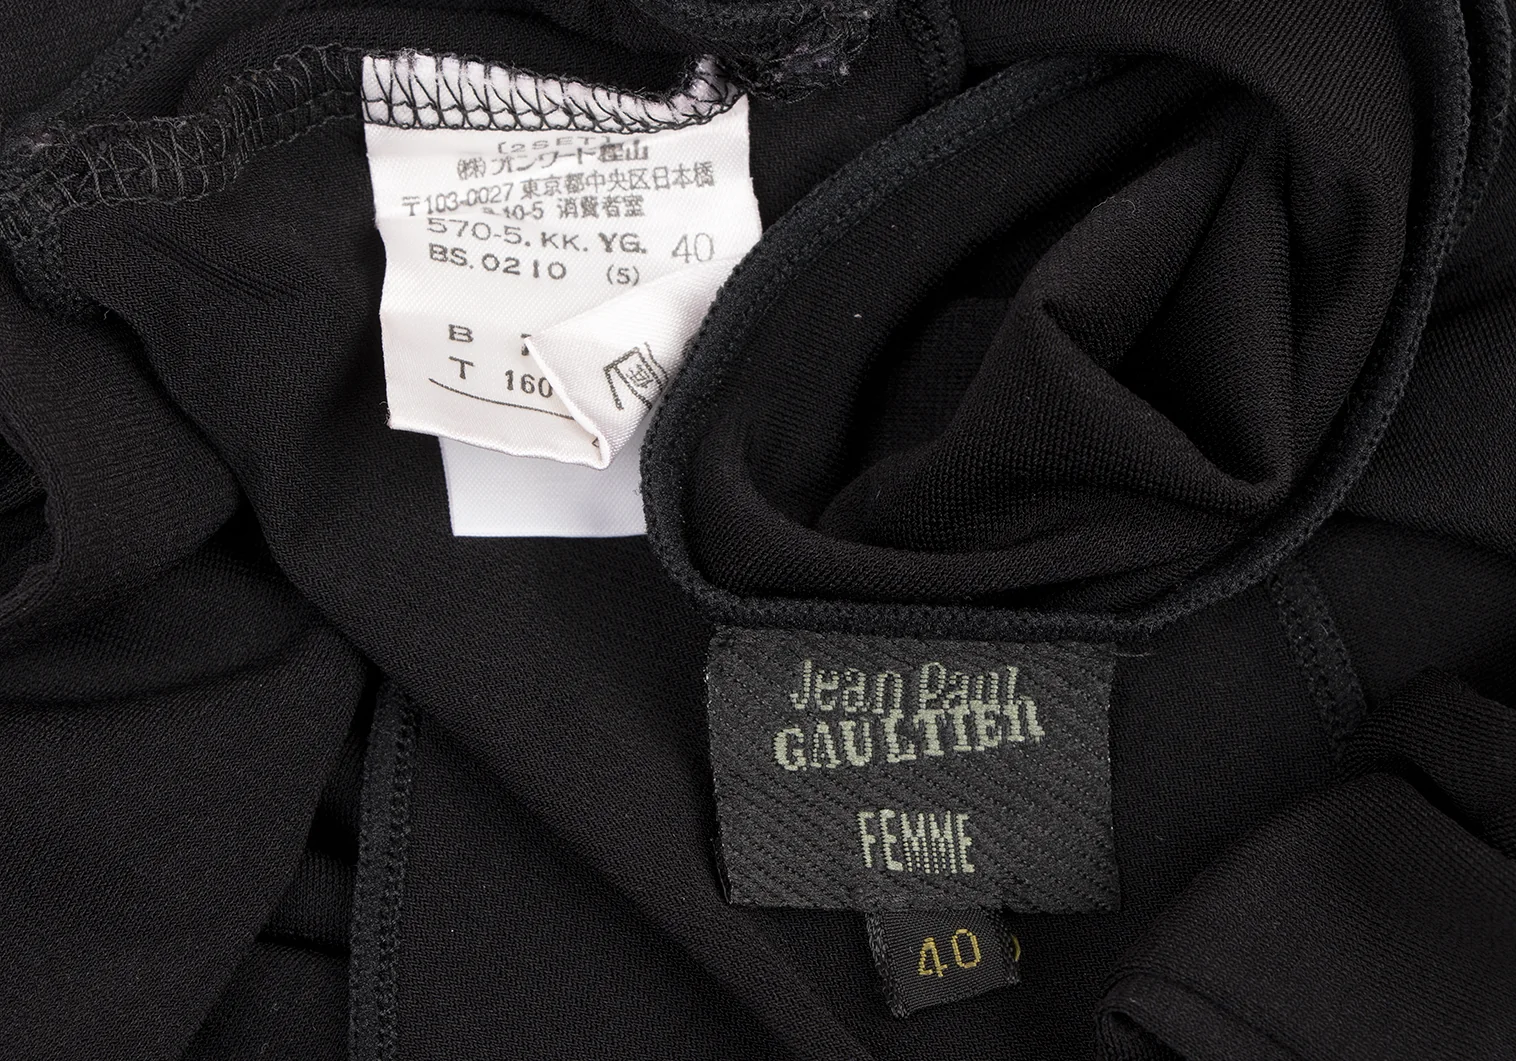 [2SET]
(株)オンワード樫山
〒103-0027 東京都中央区日本橋
10-5 消費者室
570-5. KK. YG. 40
BS. 0210 (5)
B
T 160
Jean Paul
GAULTIER
FEMME
40